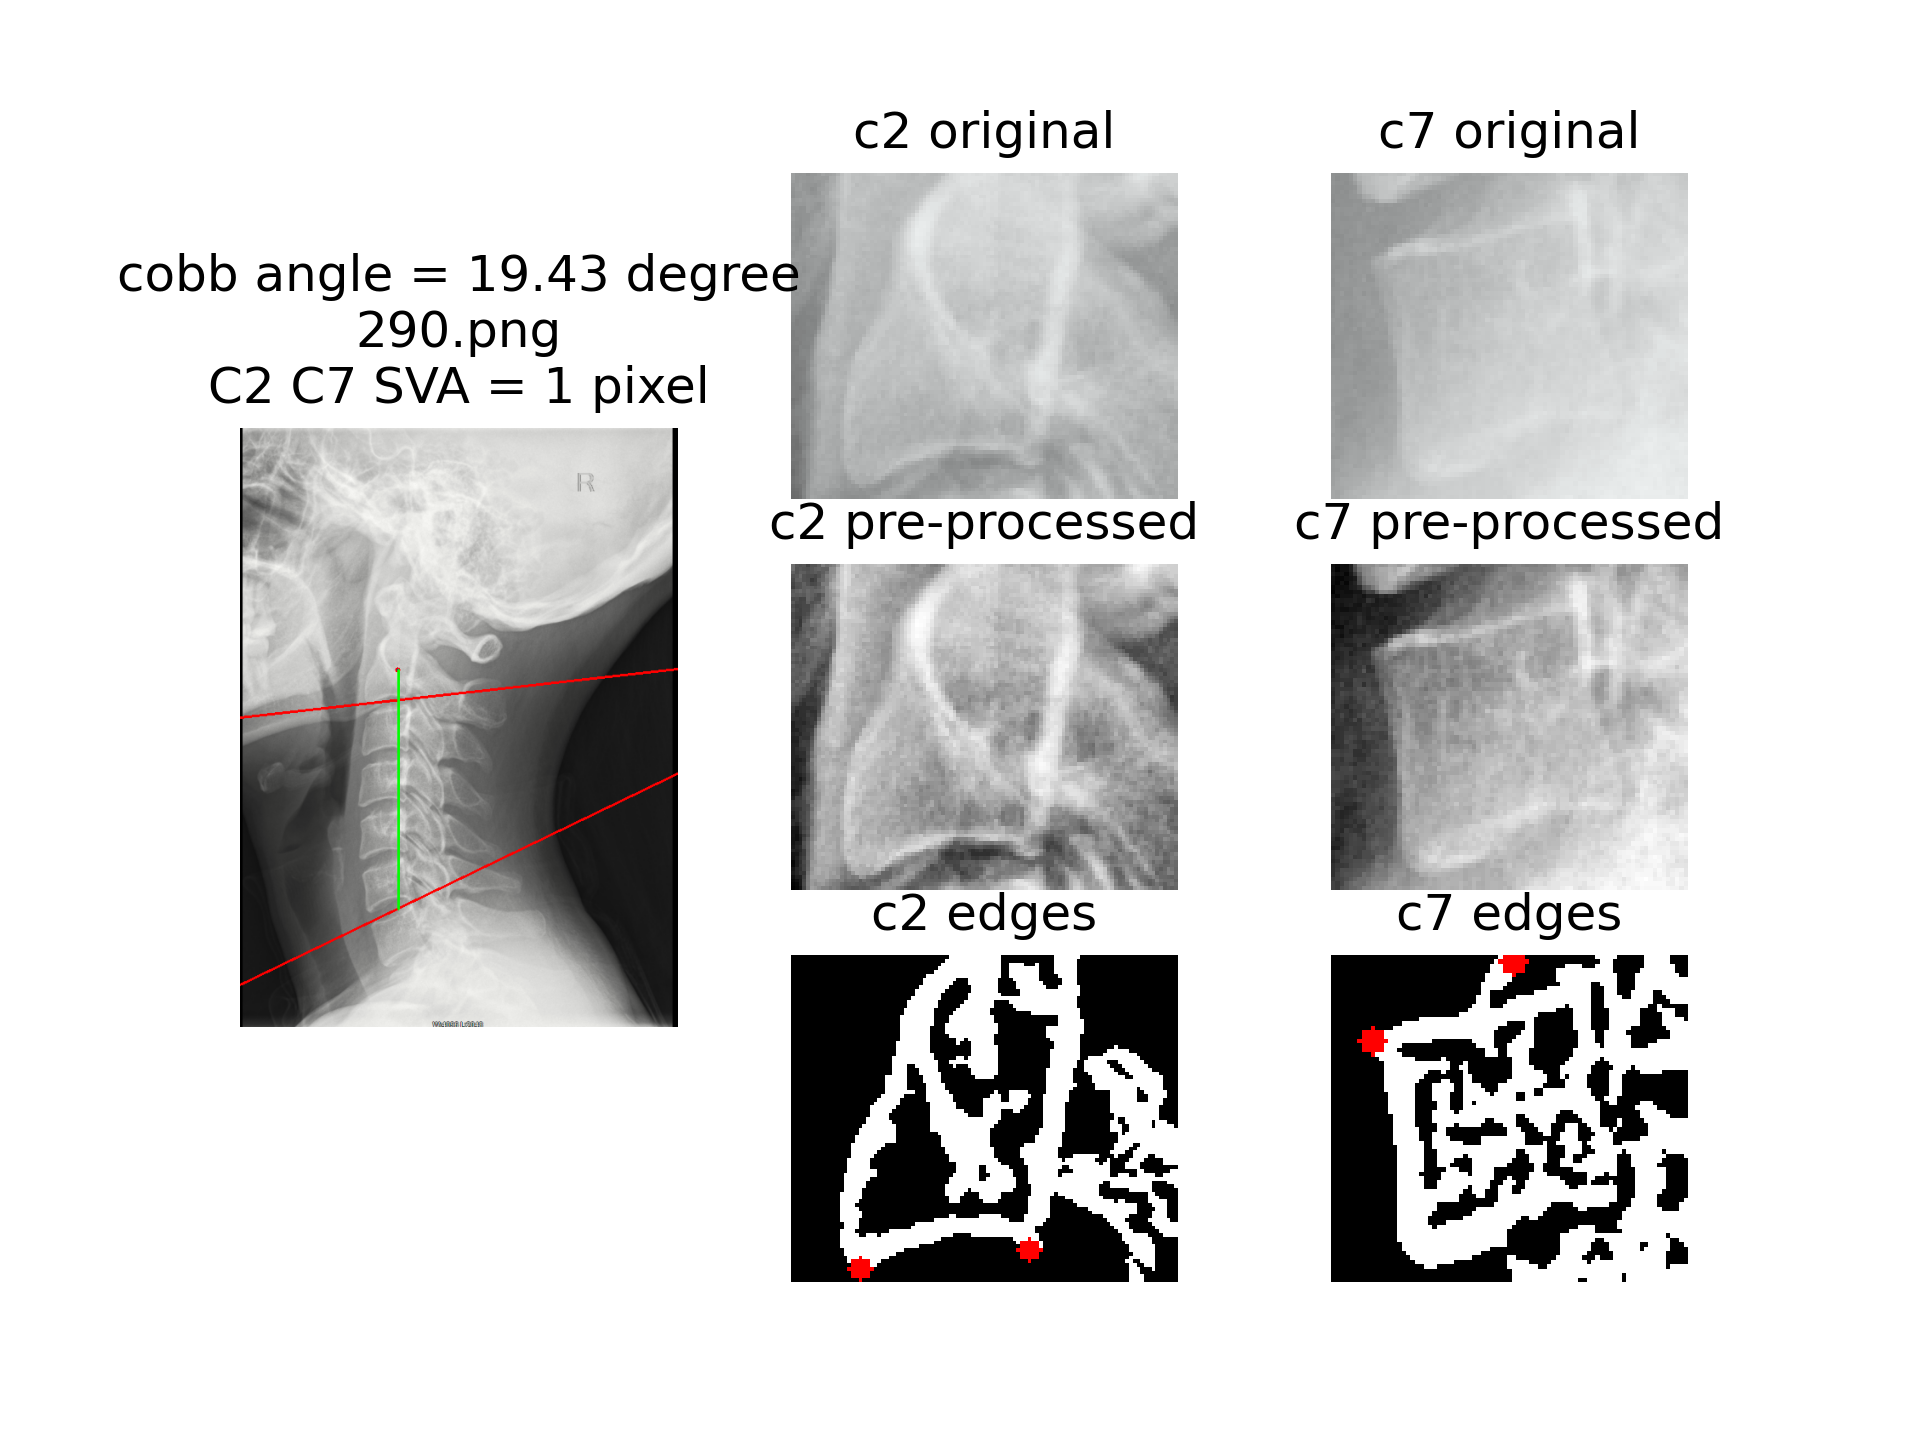 cobb angle = 19.43 degree
290.png
C2 C7 SVA = 1 pixel
R
c2 original
c7 original
c2 pre-processed
c7 pre-processed
c2 edges
c7 edges